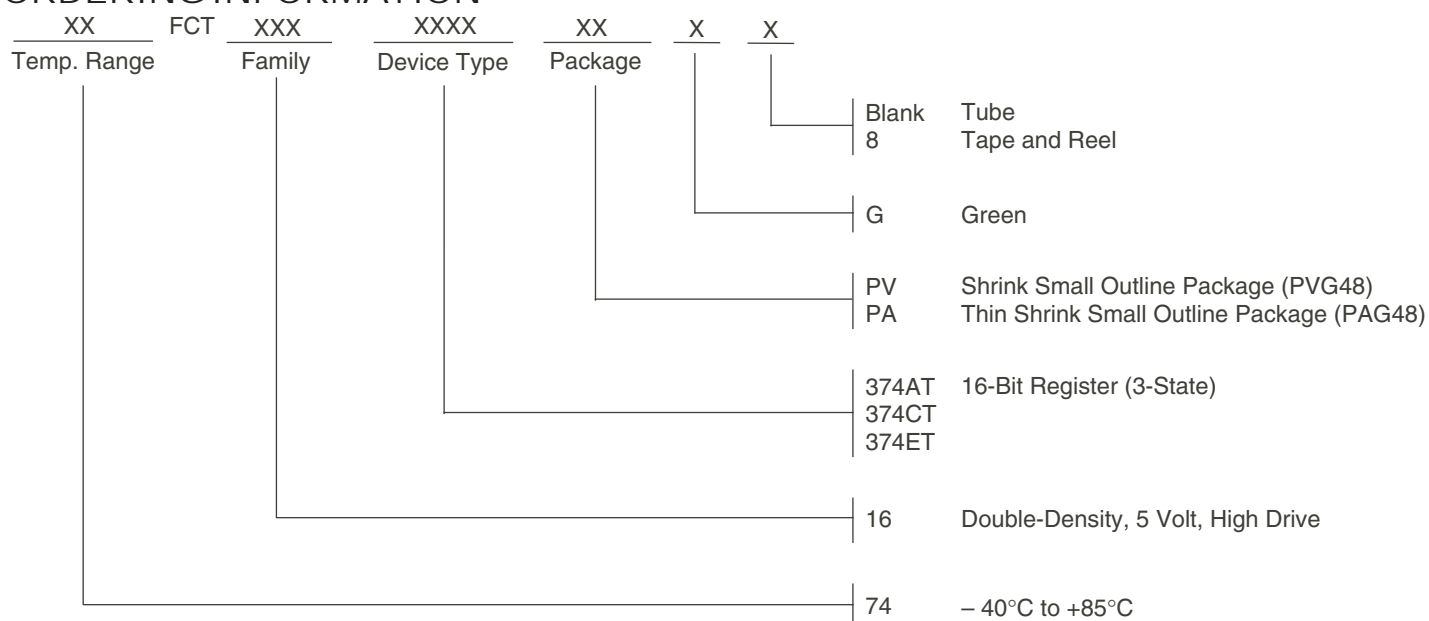 ORDERING INFORMATION
XX FCT XXX XXXX XX X X
Temp. Range Family Device Type Package
Blank Tube
8 Tape and Reel
G Green
PV Shrink Small Outline Package (PVG48)
PA Thin Shrink Small Outline Package (PAG48)
374AT 16-Bit Register (3-State)
374CT
374ET
16 Double-Density, 5 Volt, High Drive
74 – 40°C to +85°C